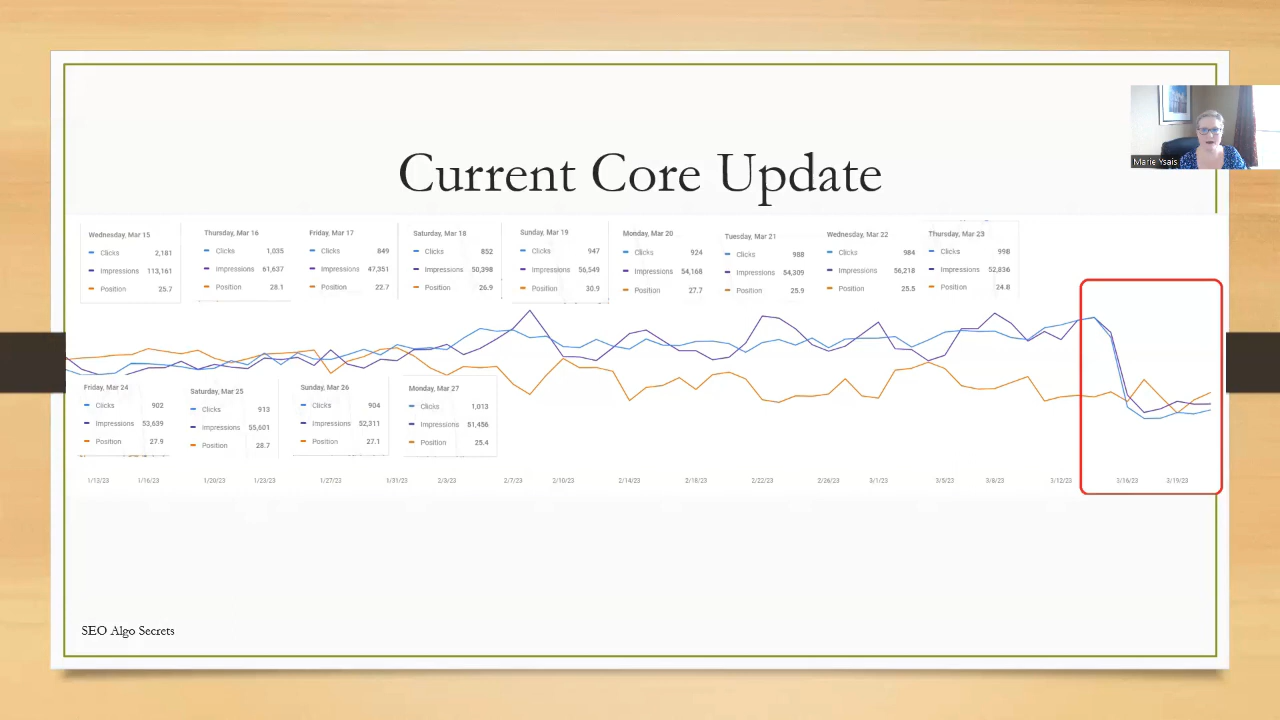 Current Core Update
Marie Ysais
Wednesday, Mar 15
Clicks 2,181
Impressions 113,161
Position 25.7
Thursday, Mar 16
Clicks 1,035
Impressions 61,637
Position 28.1
Friday, Mar 17
Clicks 849
Impressions 47,351
Position 22.7
Saturday, Mar 18
Clicks 852
Impressions 50,398
Position 26.9
Sunday, Mar 19
Clicks 947
Impressions 56,549
Position 30.9
Monday, Mar 20
Clicks 924
Impressions 54,168
Position 27.7
Tuesday, Mar 21
Clicks 988
Impressions 54,309
Position 25.9
Wednesday, Mar 22
Clicks 984
Impressions 56,218
Position 25.5
Thursday, Mar 23
Clicks 998
Impressions 52,836
Position 24.8
Friday, Mar 24
Clicks 902
Impressions 53,639
Position 27.9
Saturday, Mar 25
Clicks 913
Impressions 55,601
Position 28.7
Sunday, Mar 26
Clicks 904
Impressions 52,311
Position 27.1
Monday, Mar 27
Clicks 1,013
Impressions 51,456
Position 25.4
1/13/23 1/16/23 1/20/23 1/23/23 1/27/23 1/31/23 2/3/23 2/7/23 2/10/23 2/14/23 2/18/23 2/22/23 2/26/23 3/1/23 3/5/23 3/8/23 3/12/23 3/16/23 3/19/23
SEO Algo Secrets